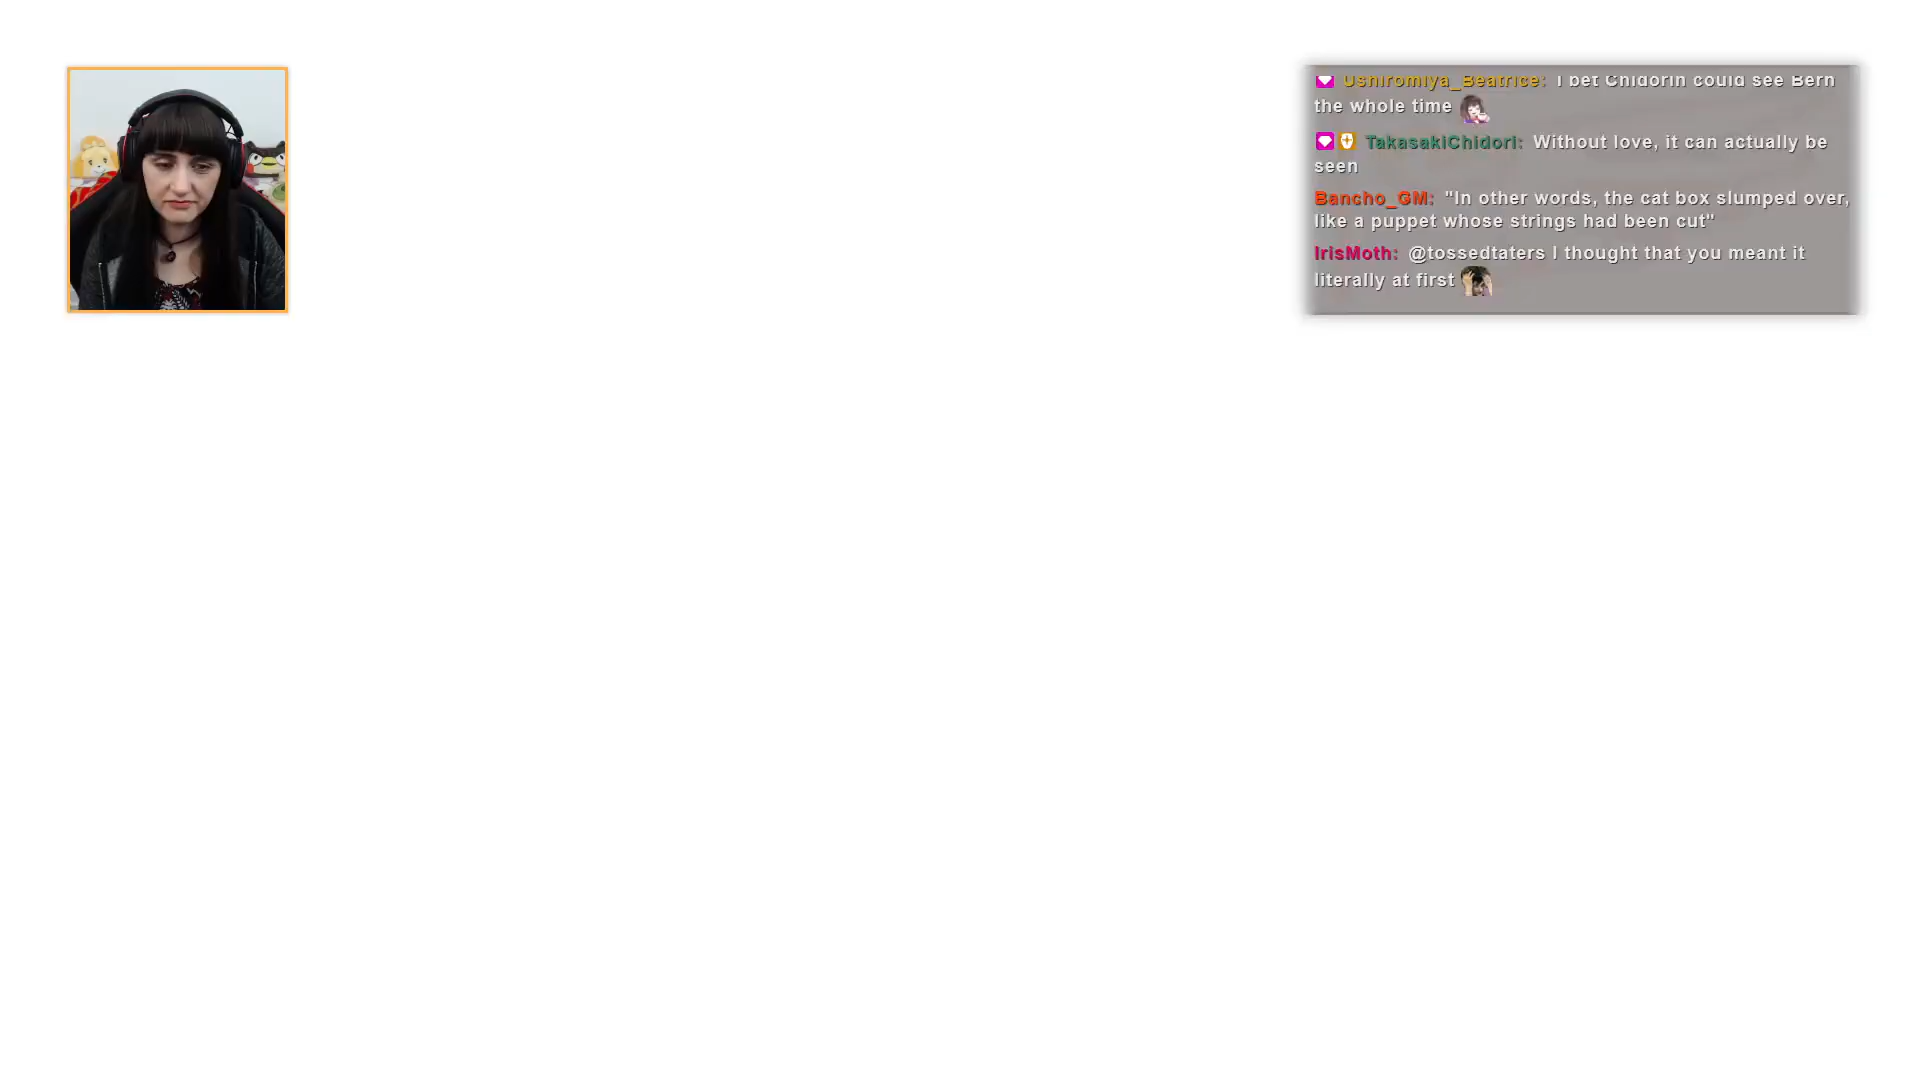 Ushiromiya_Beatrice: I bet Chidorin could see Bern
the whole time
TakasakiChidori: Without love, it can actually be
seen
Bancho_GM: "In other words, the cat box slumped over,
like a puppet whose strings had been cut"
IrisMoth: @tossedtaters I thought that you meant it
literally at first